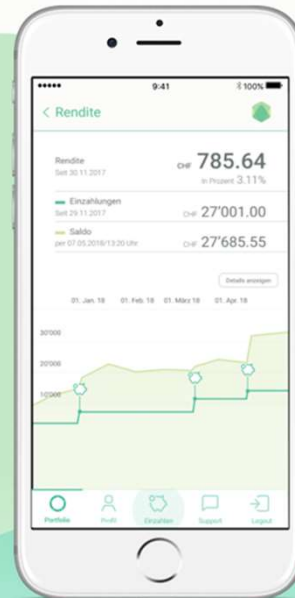 9:41
100%
< Rendite
Rendite
Seit 30.11.2017
CHF 785.64
in Prozent 3.11%
Einzahlungen
Seit 29.11.2017
CHF 27'001.00
Saldo
per 07.05.2018/13:20 Uhr
CHF 27'685.55
Details anzeigen
01. Jan. 18 01. Feb. 18 01. März 18 01. Apr. 18
30'000
20'000
10'000
Portfolio Profil Einzahlen Support Logout